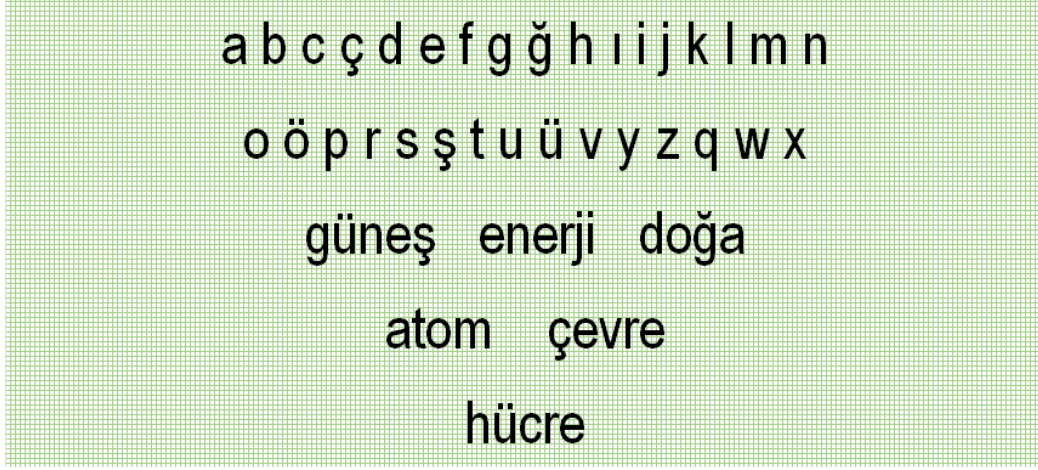 a b c ç d e f g ğ h ı i j k l m n
o ö p r s ş t u ü v y z q w x
güneş enerji doğa
atom çevre
hücre